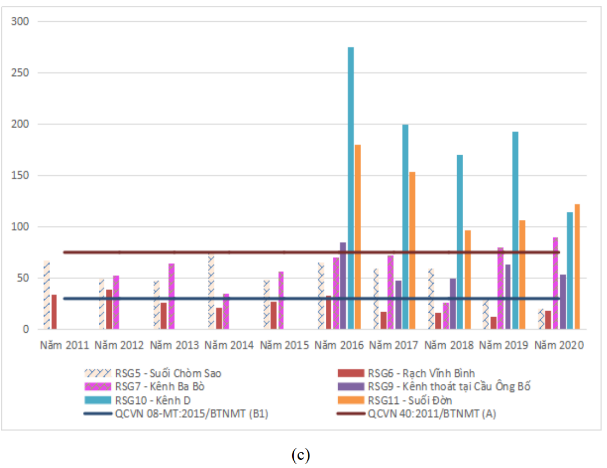 300
250
200
150
100
50
0
Năm 2011 Năm 2012 Năm 2013 Năm 2014 Năm 2015 Năm 2016 Năm 2017 Năm 2018 Năm 2019 Năm 2020
RSG5 - Suối Chòm Sao RSG6 - Rạch Vĩnh Bình
RSG7 - Kênh Ba Bò RSG9 - Kênh thoát tại Cầu Ông Bố
RSG10 - Kênh D RSG11 - Suối Đờn
QCVN 08-MT:2015/BTNMT (B1) QCVN 40:2011/BTNMT (A)
(c)